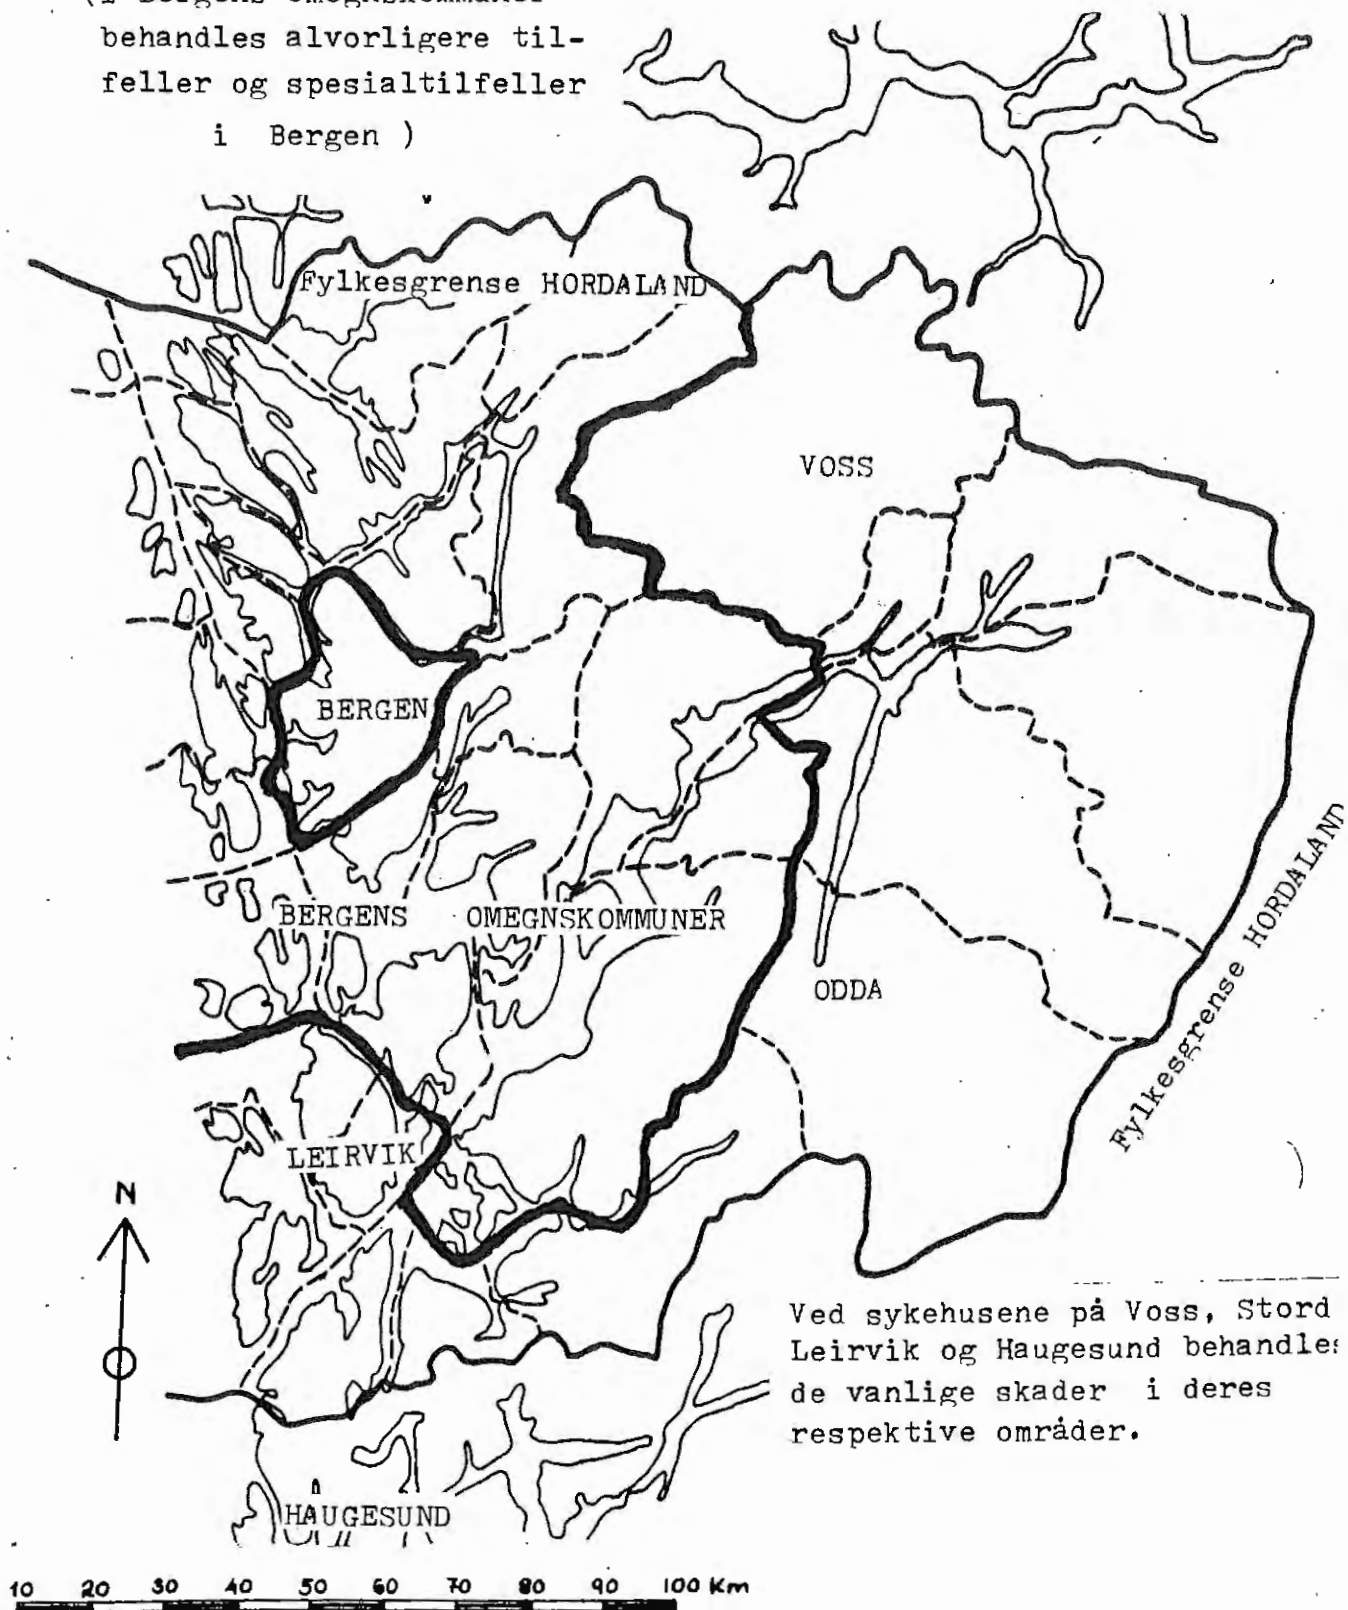 (i Bergens omegnskommuner
behandles alvorligere til-
feller og spesialtilfeller
i Bergen )
Fylkesgrense HORDALAND
VOSS
BERGEN
BERGENS OMEGNSKOMMUNER
ODDA
Fylkesgrense HORDALAND
LEIRVIK
N
Ved sykehusene på Voss, Stord
Leirvik og Haugesund behandles
de vanlige skader i deres
respektive områder.
HAUGESUND
10 20 30 40 50 60 70 80 90 100 Km